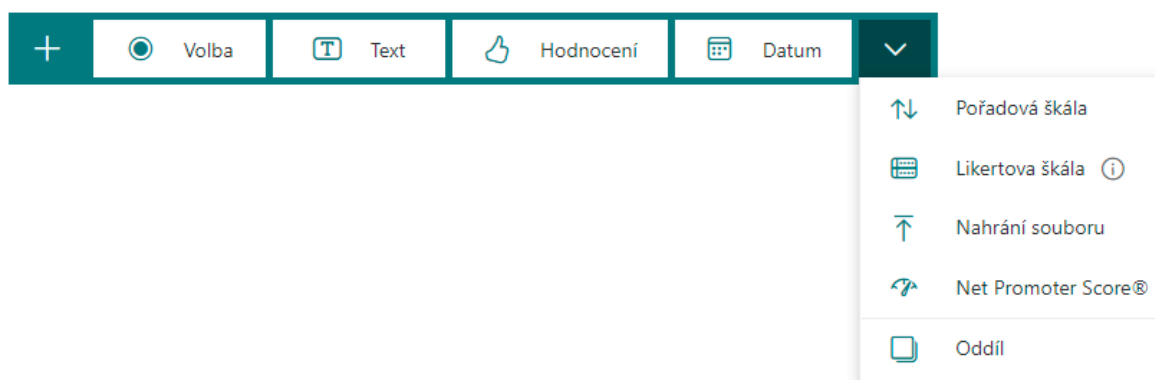 Volba
Text
Hodnocení
Datum
Pořadová škála
Likertova škála
Nahrání souboru
Net Promoter Score®
Oddíl